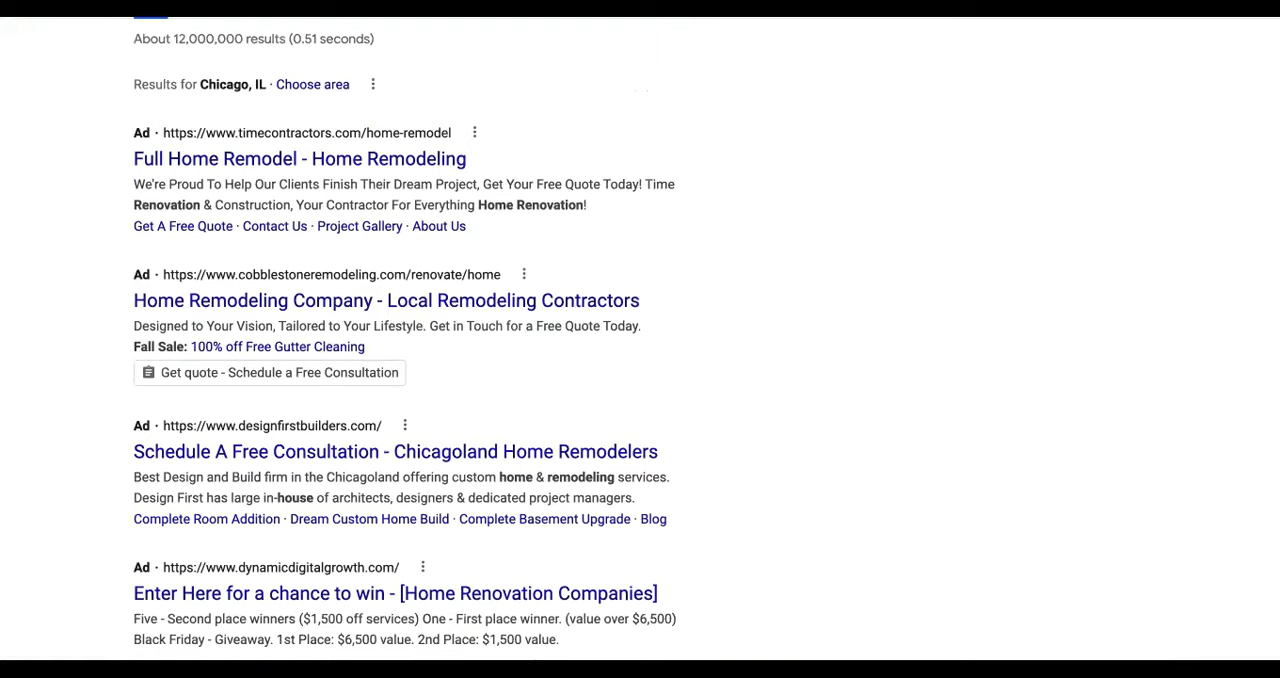 About 12,000,000 results (0.51 seconds)
Results for Chicago, IL · Choose area
Ad · https://www.timecontractors.com/home-remodel
Full Home Remodel - Home Remodeling
We're Proud To Help Our Clients Finish Their Dream Project, Get Your Free Quote Today! Time
Renovation & Construction, Your Contractor For Everything Home Renovation!
Get A Free Quote · Contact Us · Project Gallery · About Us
Ad · https://www.cobblestoneremodeling.com/renovate/home
Home Remodeling Company - Local Remodeling Contractors
Designed to Your Vision, Tailored to Your Lifestyle. Get in Touch for a Free Quote Today.
Fall Sale: 100% off Free Gutter Cleaning
Get quote - Schedule a Free Consultation
Ad · https://www.designfirstbuilders.com/
Schedule A Free Consultation - Chicagoland Home Remodelers
Best Design and Build firm in the Chicagoland offering custom home & remodeling services.
Design First has large in-house of architects, designers & dedicated project managers.
Complete Room Addition · Dream Custom Home Build · Complete Basement Upgrade · Blog
Ad · https://www.dynamicdigitalgrowth.com/
Enter Here for a chance to win - [Home Renovation Companies]
Five - Second place winners ($1,500 off services) One - First place winner. (value over $6,500)
Black Friday - Giveaway. 1st Place: $6,500 value. 2nd Place: $1,500 value.